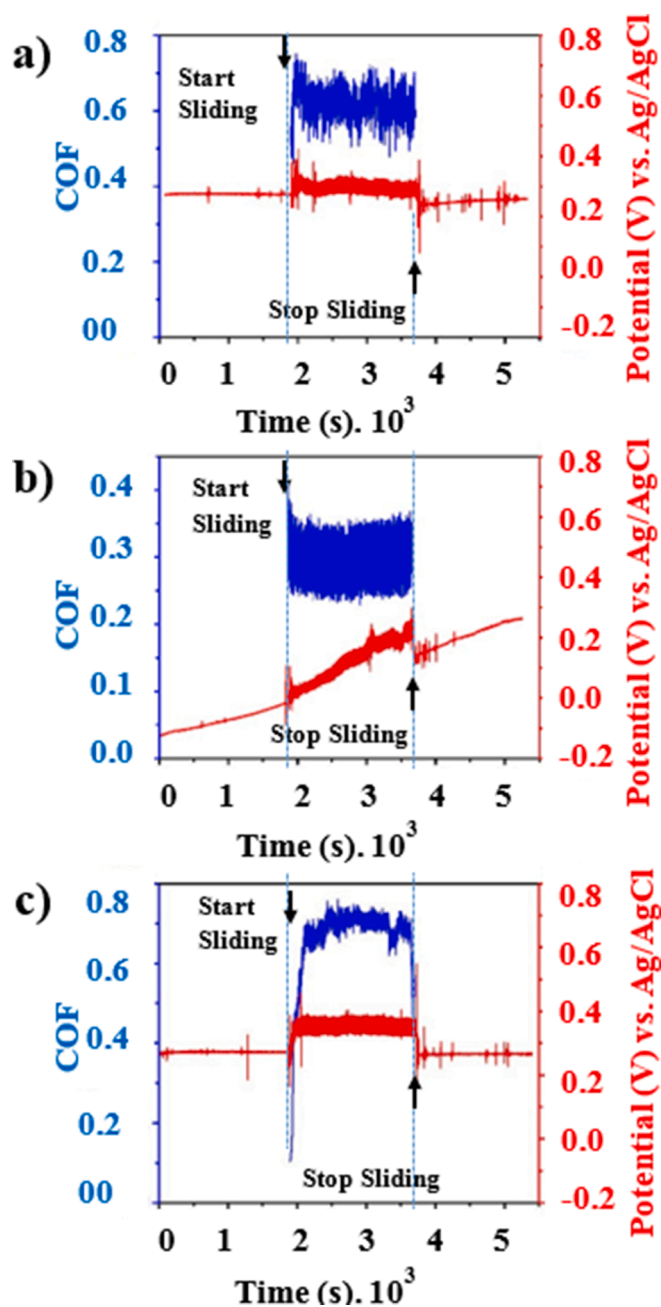 a)
0.8
0.6
0.4
0.2
00
COF
Start
Sliding
Stop Sliding
0.8
0.6
0.4
0.2
0.0
-0.2
Potential (V) vs. Ag/AgCl
0 1 2 3 4 5
Time (s). 10³
b)
0.4
0.3
0.2
0.1
0.0
COF
Start
Sliding
Stop Sliding
0.8
0.6
0.4
0.2
0.0
-0.2
Potential (V) vs. Ag/AgCl
0 1 2 3 4 5
Time (s). 10³
c)
0.8
0.6
0.4
0.2
00
COF
Start
Sliding
Stop Sliding
0.8
0.6
0.4
0.2
0.0
-0.2
Potential (V) vs. Ag/AgCl
0 1 2 3 4 5
Time (s). 10³